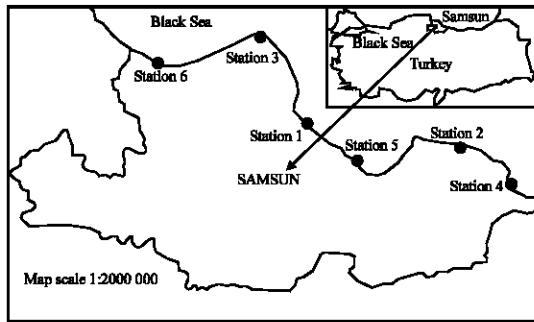 Black Sea
Samsun
Black Sea
Turkey
Station 3
Station 6
Station 1
Station 2
Station 5
SAMSUN
Station 4
Map scale 1:2000 000